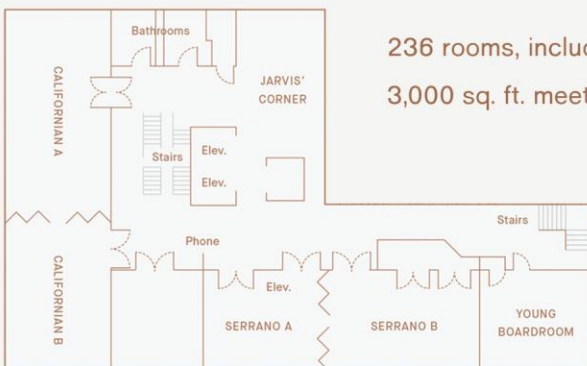 236 rooms, includ
3,000 sq. ft. meet
Bathrooms
CALIFORNIAN A
JARVIS'
CORNER
Elev.
Stairs
Elev.
Stairs
Phone
CALIFORNIAN B
Elev.
SERRANO A
SERRANO B
YOUNG
BOARDROOM